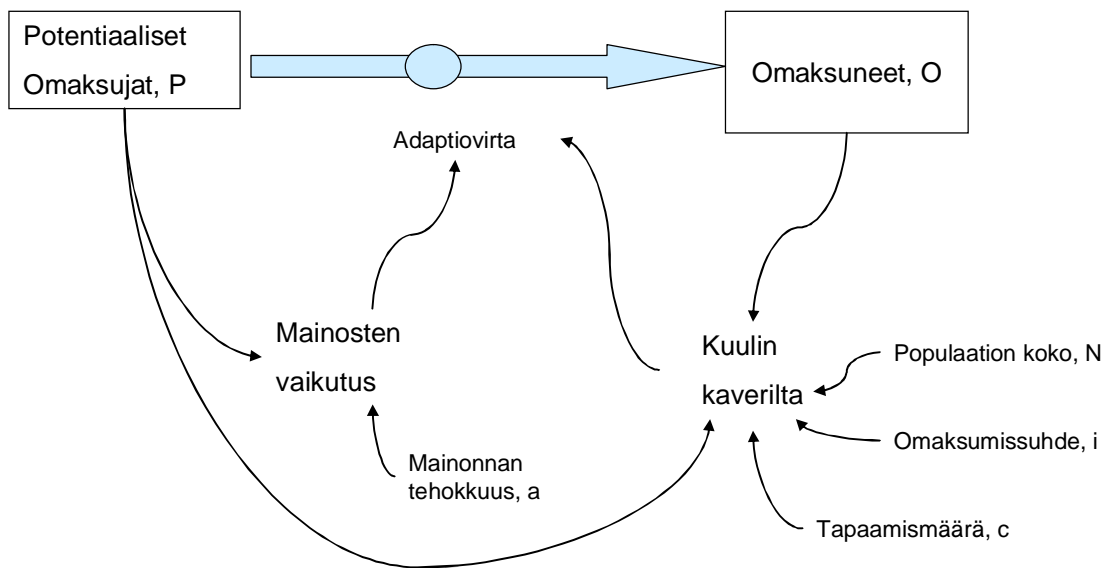 Potentiaaliset
Omaksujat, P
Omaksuneet, O
Adaptiovirta
Mainosten
vaikutus
Kuulin
kaverilta
Populaation koko, N
Omaksumissuhde, i
Mainonnan
tehokkuus, a
Tapaamismäärä, c